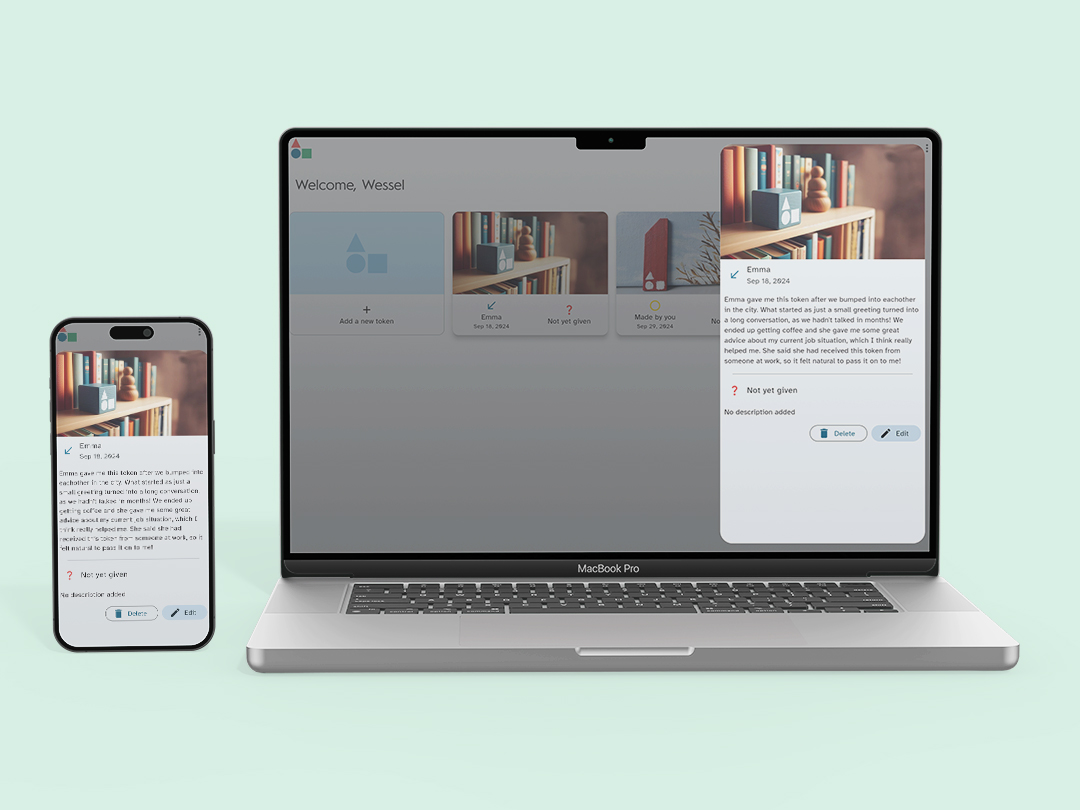 Welcome, Wessel
Add a new token
Emma
Sep 18, 2024
Not yet given
Made by you
Sep 29, 2024
Emma
Sep 18, 2024
Emma gave me this token after we bumped into eachother
in the city. What started as just a small greeting turned into
a long conversation, as we hadn't talked in months! We
ended up getting coffee and she gave me some great
advice about my current job situation, which I think really
helped me. She said she had received this token from
someone at work, so it felt natural to pass it on to me!
Not yet given
No description added
Delete
Edit
MacBook Pro
Emma
Sep 18, 2024
Emma gave me this token after we bumped into
eachother in the city. What started as just a
small greeting turned into a long conversation,
as we hadn't talked in months! We ended up
getting coffee and she gave me some great
advice about my current job situation, which I
think really helped me. She said she had
received this token from someone at work, so it
felt natural to pass it on to me!
Not yet given
No description added
Delete
Edit